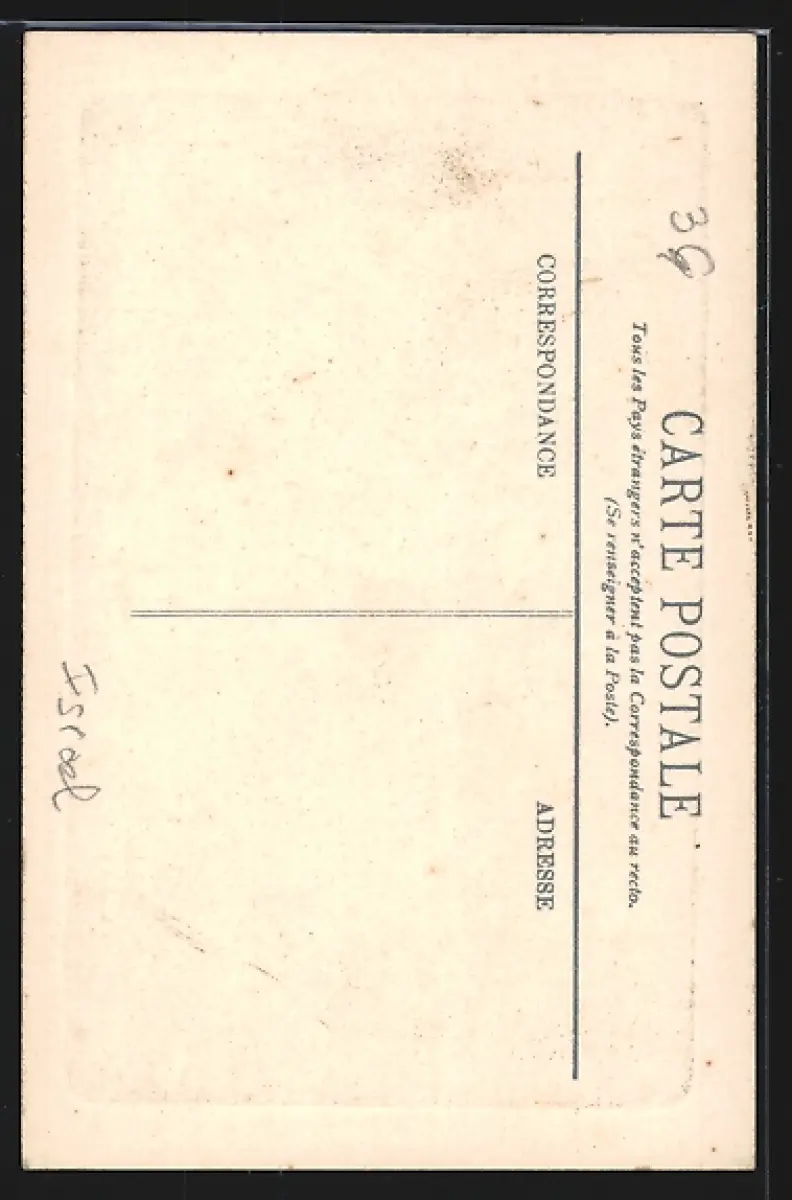 CARTE POSTALE
Tous les Pays étrangers n'acceptent pas la Correspondance au recto.
(Se renseigner à la Poste).
CORRESPONDANCE
ADRESSE
Israel